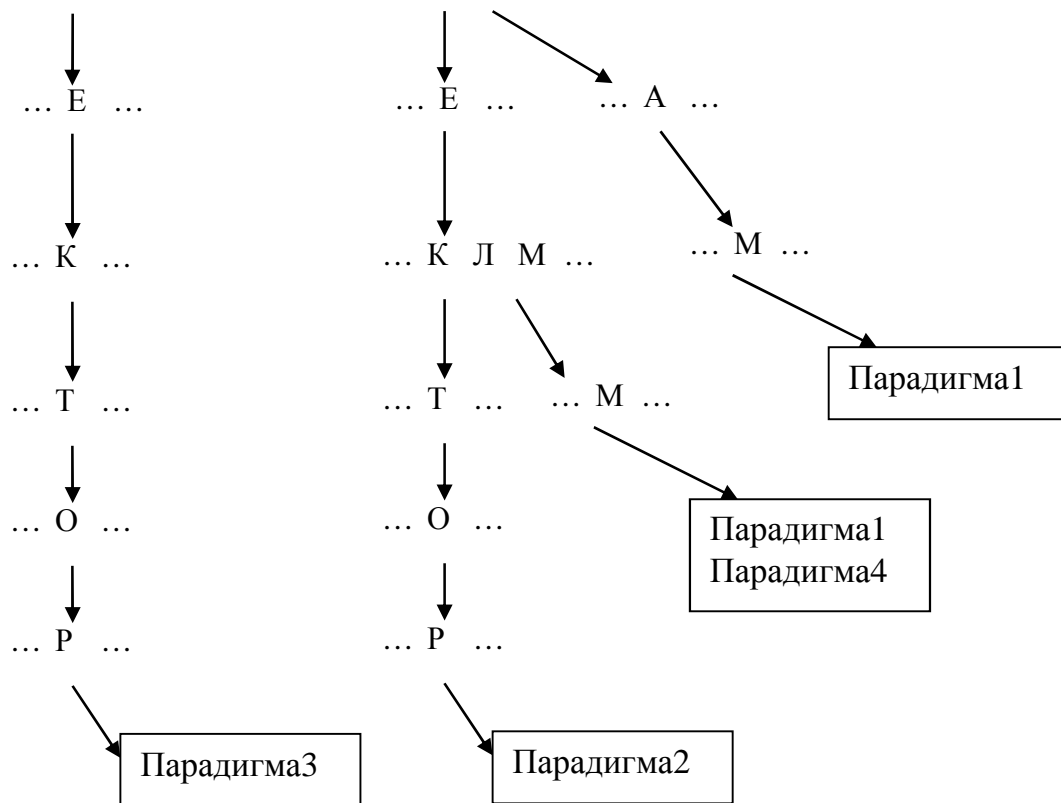 … Е … … Е … … А …
… К … … К Л М … … М …
Парадигма1
… Т … … Т … … М …
… О … … О …
Парадигма1
Парадигма4
… Р … … Р …
Парадигма3 Парадигма2